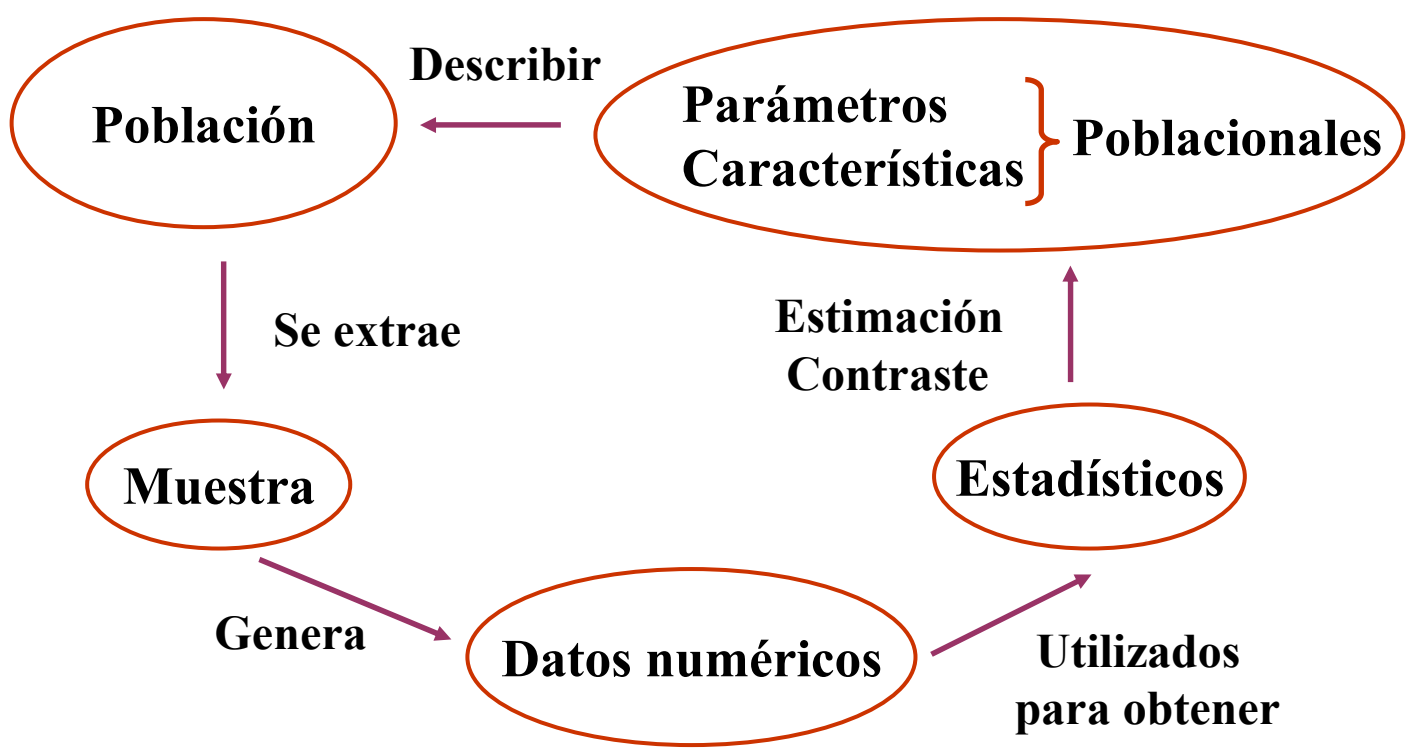 Población
Describir
Parámetros
Características
Poblacionales
Se extrae
Estimación
Contraste
Muestra
Estadísticos
Genera
Datos numéricos
Utilizados
para obtener